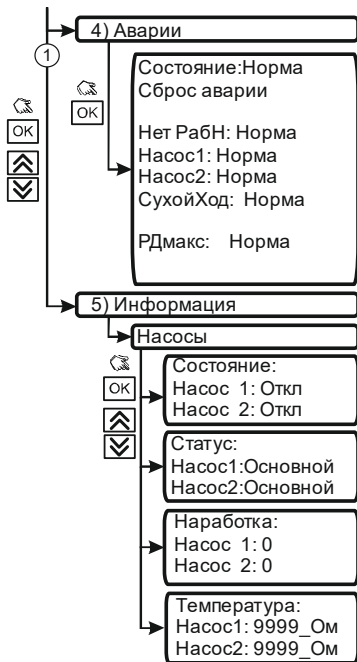 4) Аварии
1
OK
OK
Состояние:Норма
Сброс аварии
Нет РабН: Норма
Насос1: Норма
Насос2: Норма
СухойХод: Норма
РДмакс: Норма
5) Информация
Насосы
OK
Состояние:
Насос 1: Откл
Насос 2: Откл
Статус:
Насос1:Основной
Насос2:Основной
Наработка:
Насос 1: 0
Насос 2: 0
Температура:
Насос1: 9999_Ом
Насос2: 9999_Ом